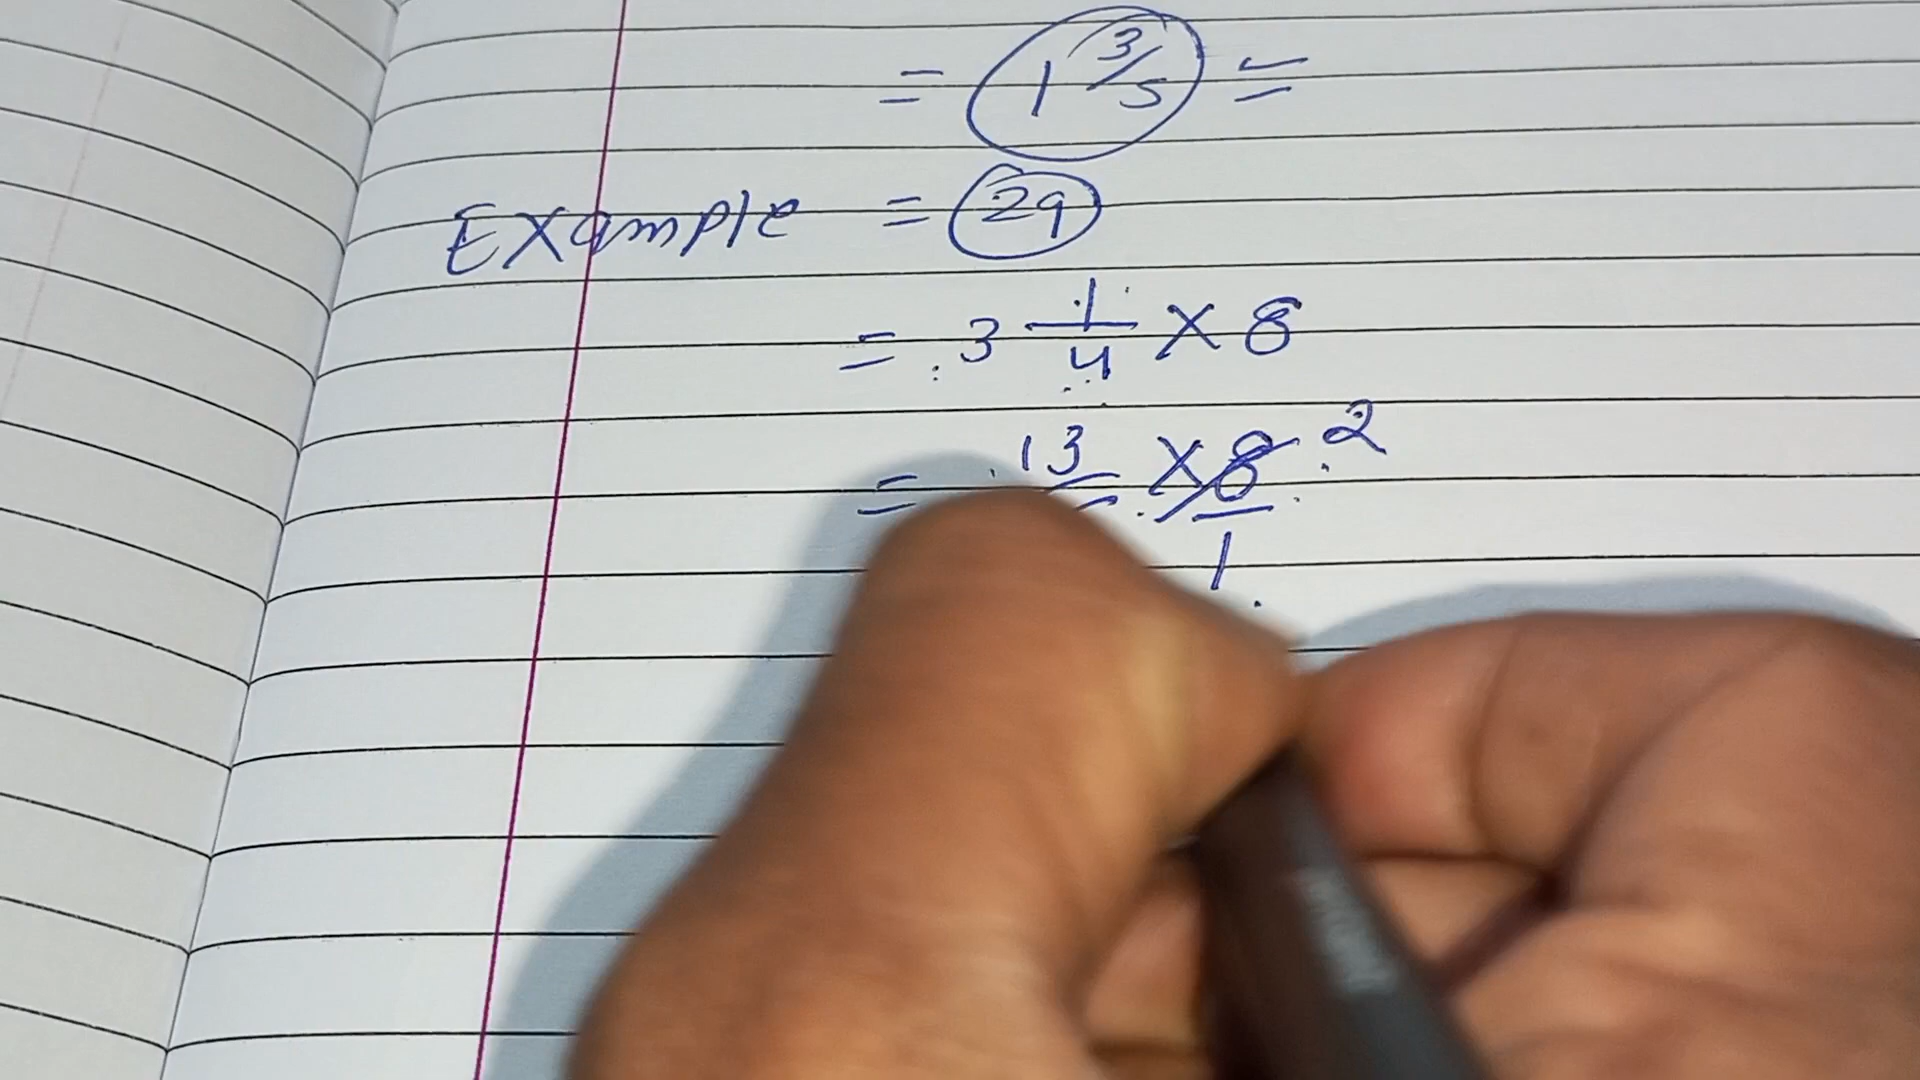 = 1 3/5 =
Example = 29
= 3 1/4 × 8
= 13 × 8 2
1